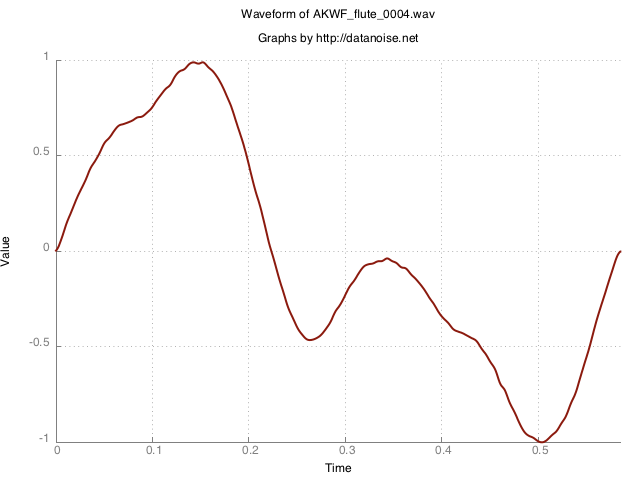 Waveform of AKWF_flute_0004.wav
Graphs by http://datanoise.net
1
0.5
0
-0.5
-1
Value
0 0.1 0.2 0.3 0.4 0.5
Time